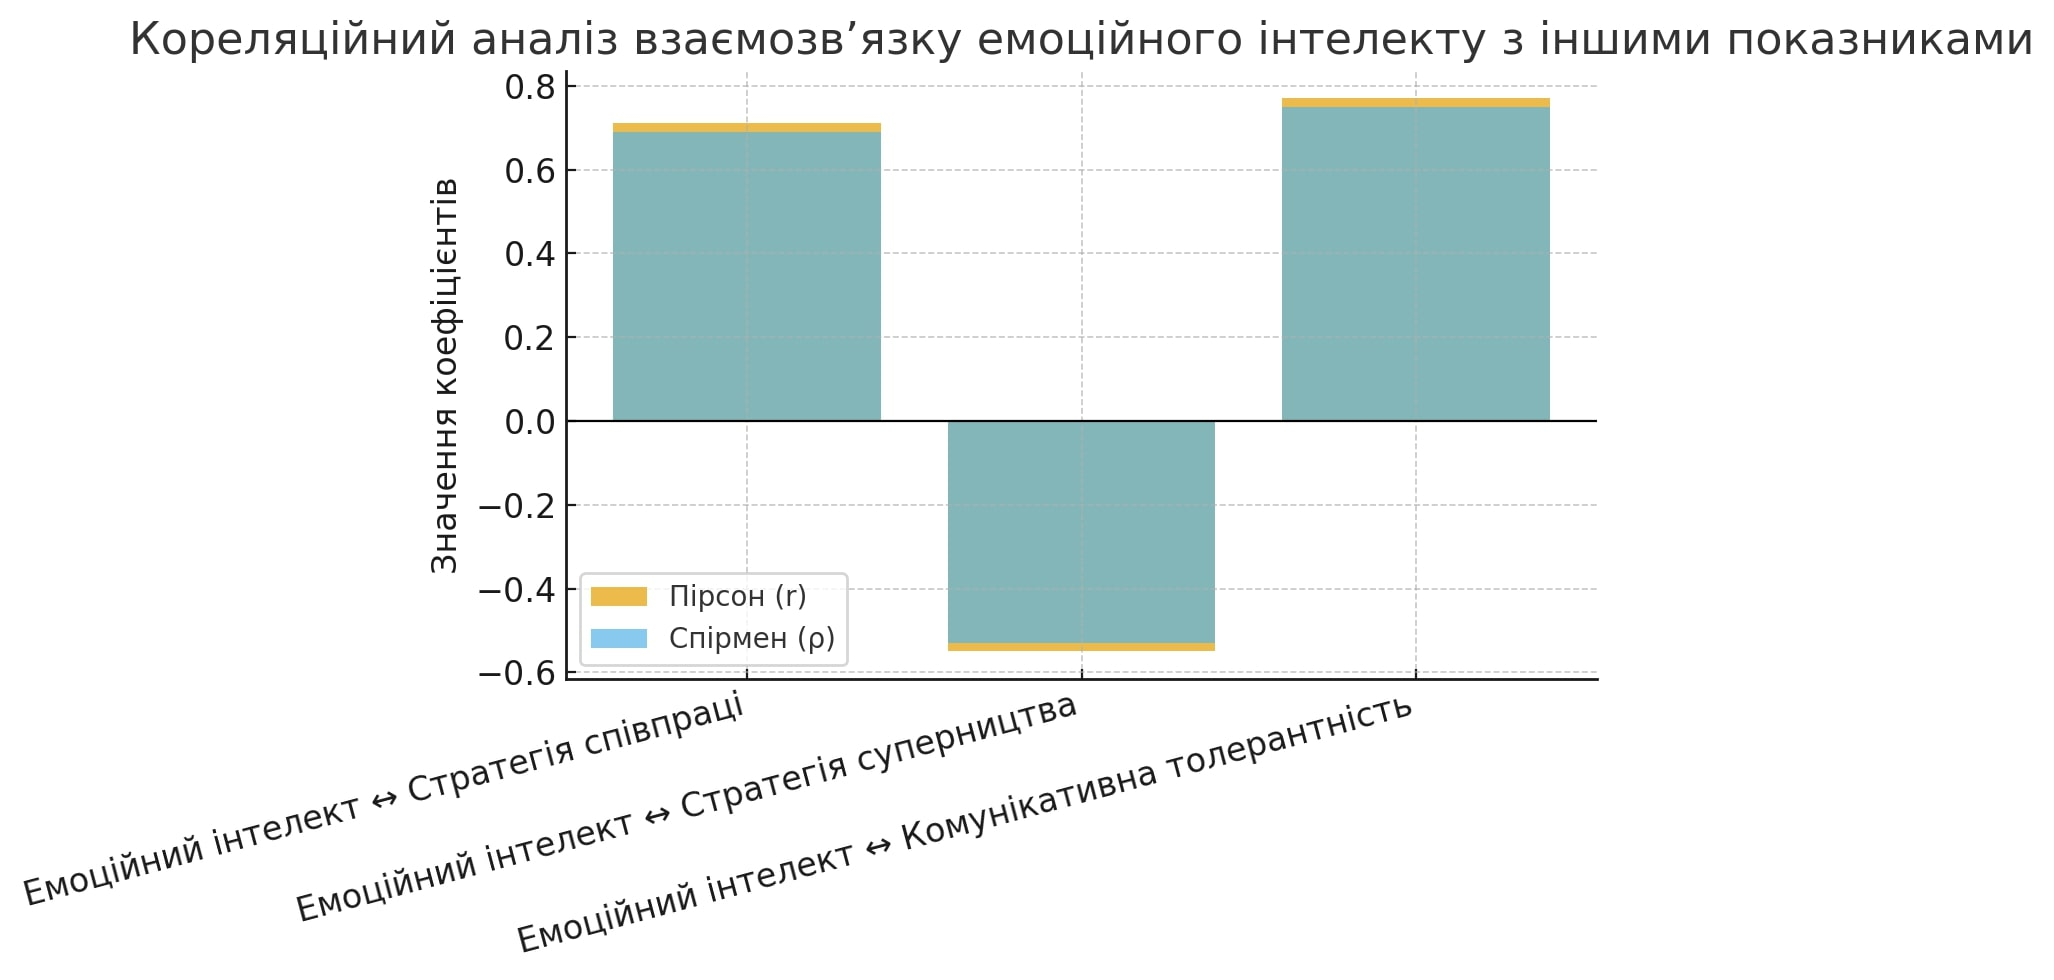 Кореляційний аналіз взаємозв’язку емоційного інтелекту з іншими показниками
Значення коефіцієнтів
0.8
0.6
0.4
0.2
0.0
−0.2
−0.4
−0.6
Пірсон (r)
Спірмен (ρ)
Емоційний інтелект ↔ Стратегія співпраці
Емоційний інтелект ↔ Стратегія суперництва
Емоційний інтелект ↔ Комунікативна толерантність